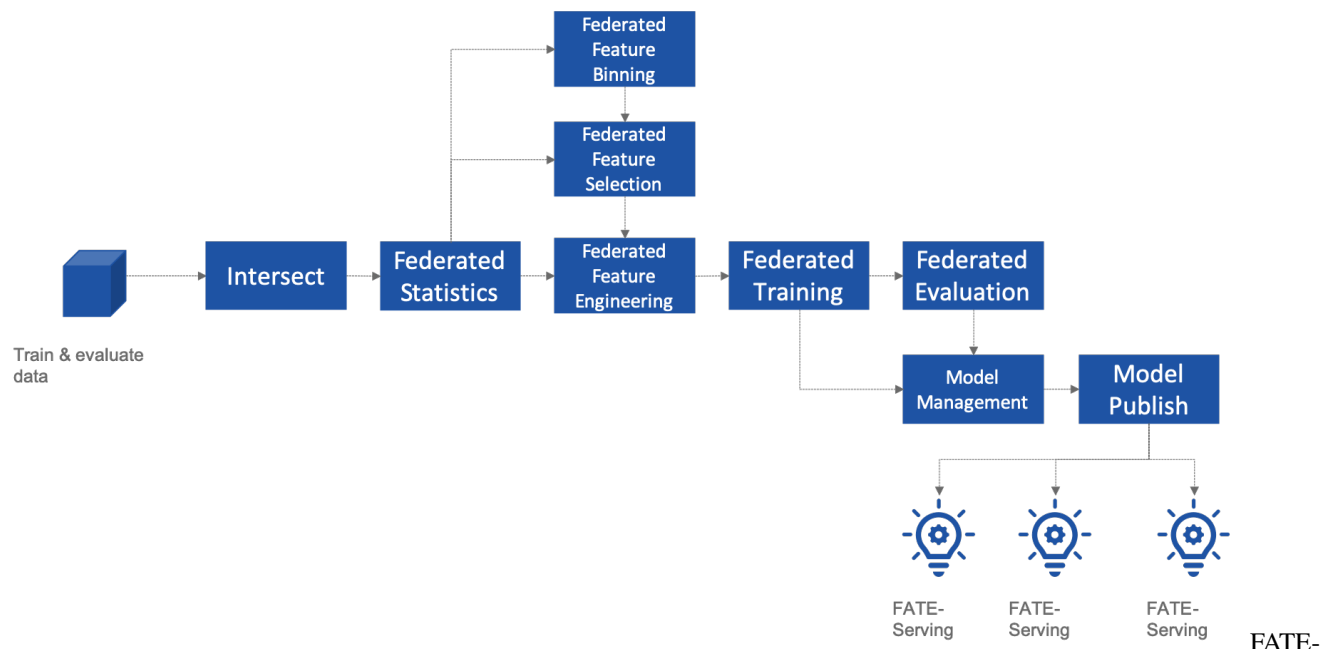 Federated
Feature
Binning
Federated
Feature
Selection
Intersect
Federated
Statistics
Federated
Feature
Engineering
Federated
Training
Federated
Evaluation
Train & evaluate
data
Model
Management
Model
Publish
FATE-
Serving
FATE-
Serving
FATE-
Serving
FATE-